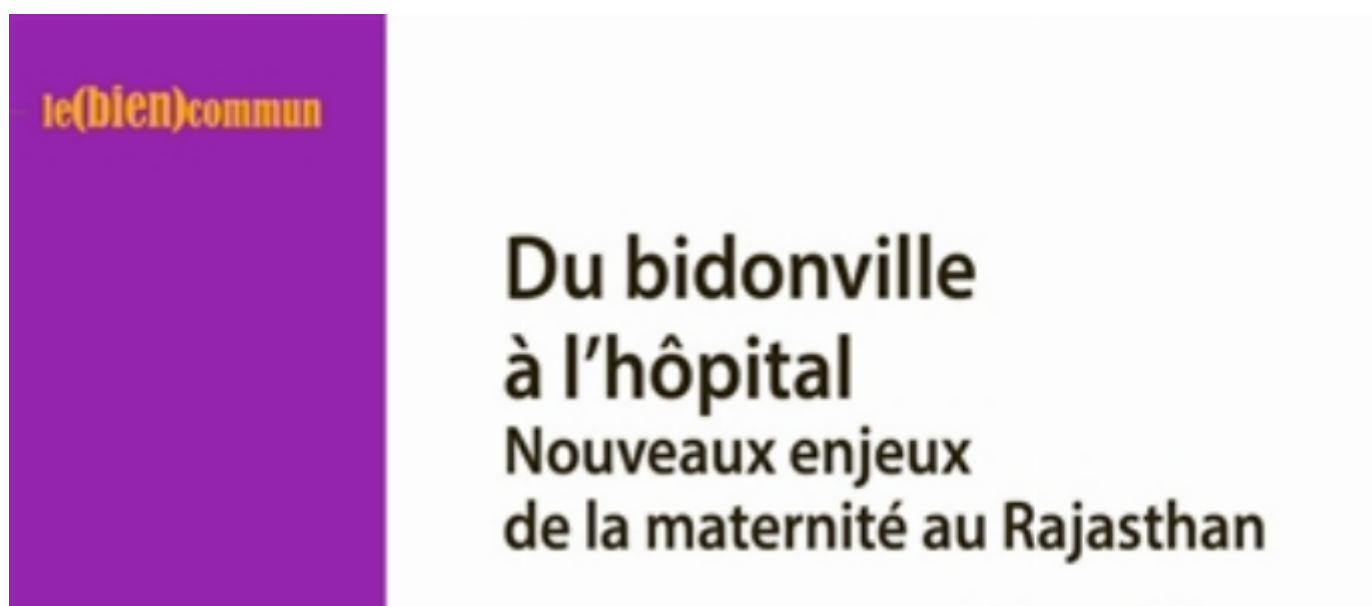 le(bien)commun
Du bidonville
à l’hôpital
Nouveaux enjeux
de la maternité au Rajasthan